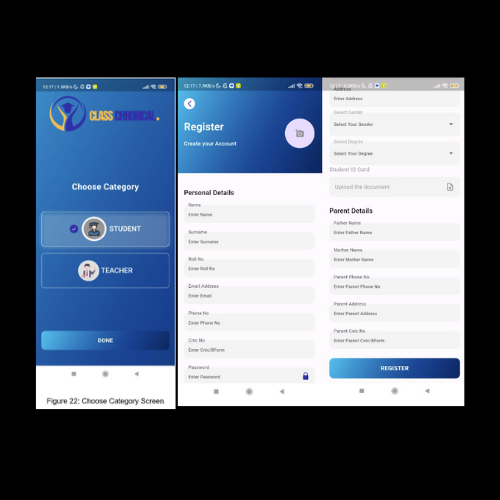 12:17 | 1.9KB/s
CLASS CHRONICAL.
Choose Category
STUDENT
TEACHER
DONE
Figure 22: Choose Category Screen
12:17 | 7.9KB/s
Register
Create your Account
Personal Details
Name
Enter Name
Surname
Enter Surname
Roll No
Enter Roll No
Email Address
Enter Email
Phone No
Enter Phone No
Cnic No
Enter Cnic/BForm
Password
Enter Password
Enter Address
Select Gender
Select Your Gender
Select Degree
Select Your Degree
Student ID Card
Upload the document
Parent Details
Father Name
Enter Father Name
Mother Name
Enter Mother Name
Parent Phone No
Enter Parent Phone No
Parent Address
Enter Parent Address
Parent Cnic No
Enter Parent Cnic/BForm
REGISTER